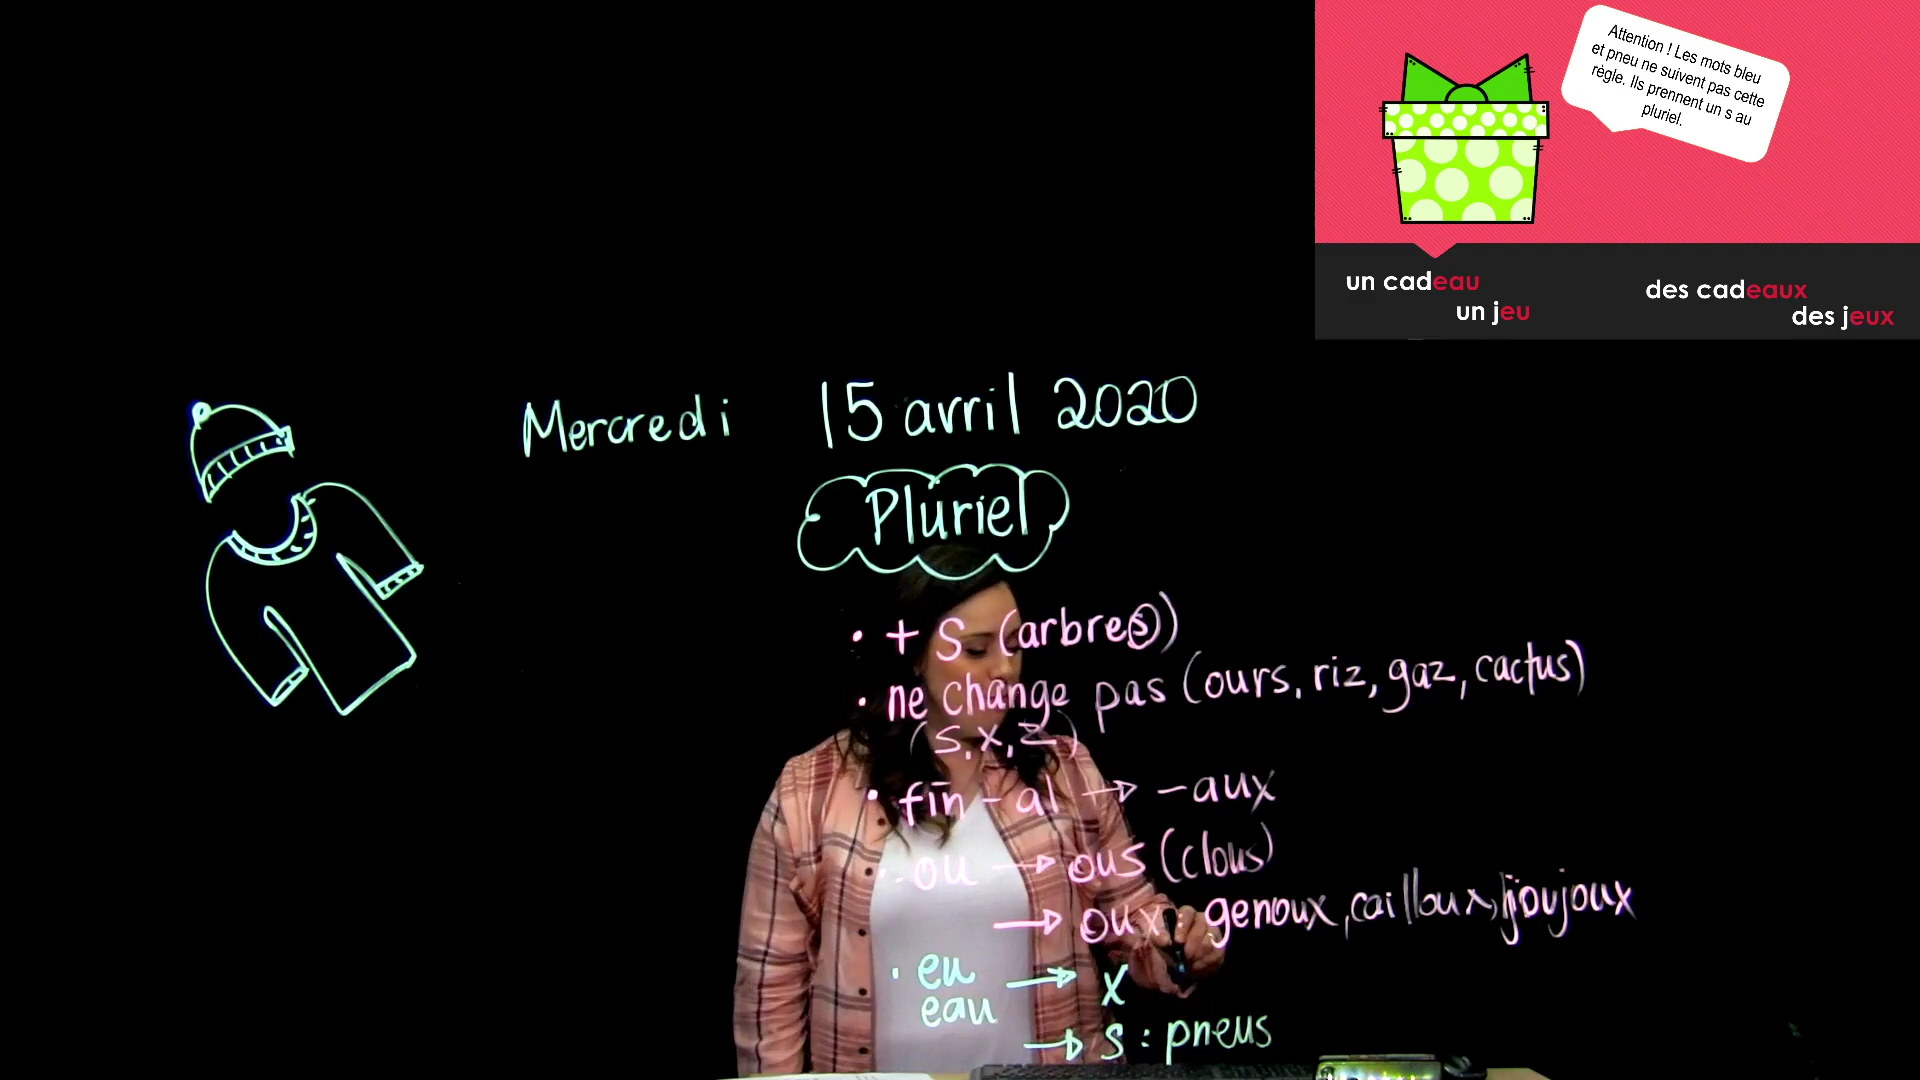 Attention ! Les mots bleu
et pneu ne suivent pas cette
règle. Ils prennent un s au
pluriel.
un cadeau
des cadeaux
un jeu
des jeux
Mercredi 15 avril 2020
Pluriel
• + s (arbres)
• ne change pas (ours, riz, gaz, cactus)
(s, x, z)
• fin -al → -aux
• ou → ous (clous)
→ oux : genoux, cailloux, joujoux
• eu → x
eau
→ s : pneus